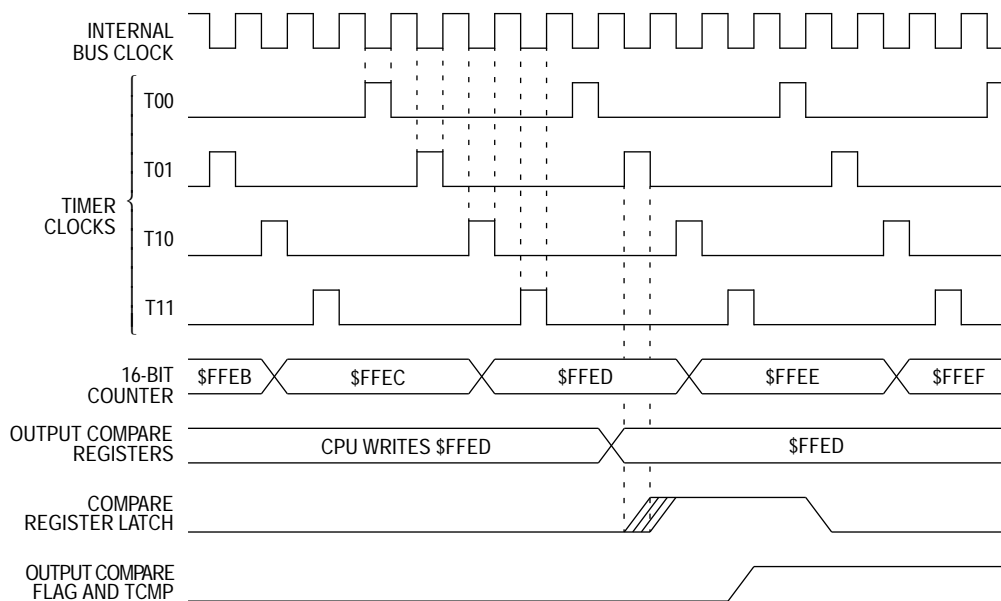 INTERNAL
BUS CLOCK
T00
T01
TIMER
CLOCKS
T10
T11
16-BIT
COUNTER
$FFEB
$FFEC
$FFED
$FFEE
$FFEF
OUTPUT COMPARE
REGISTERS
CPU WRITES $FFED
$FFED
COMPARE
REGISTER LATCH
OUTPUT COMPARE
FLAG AND TCMP